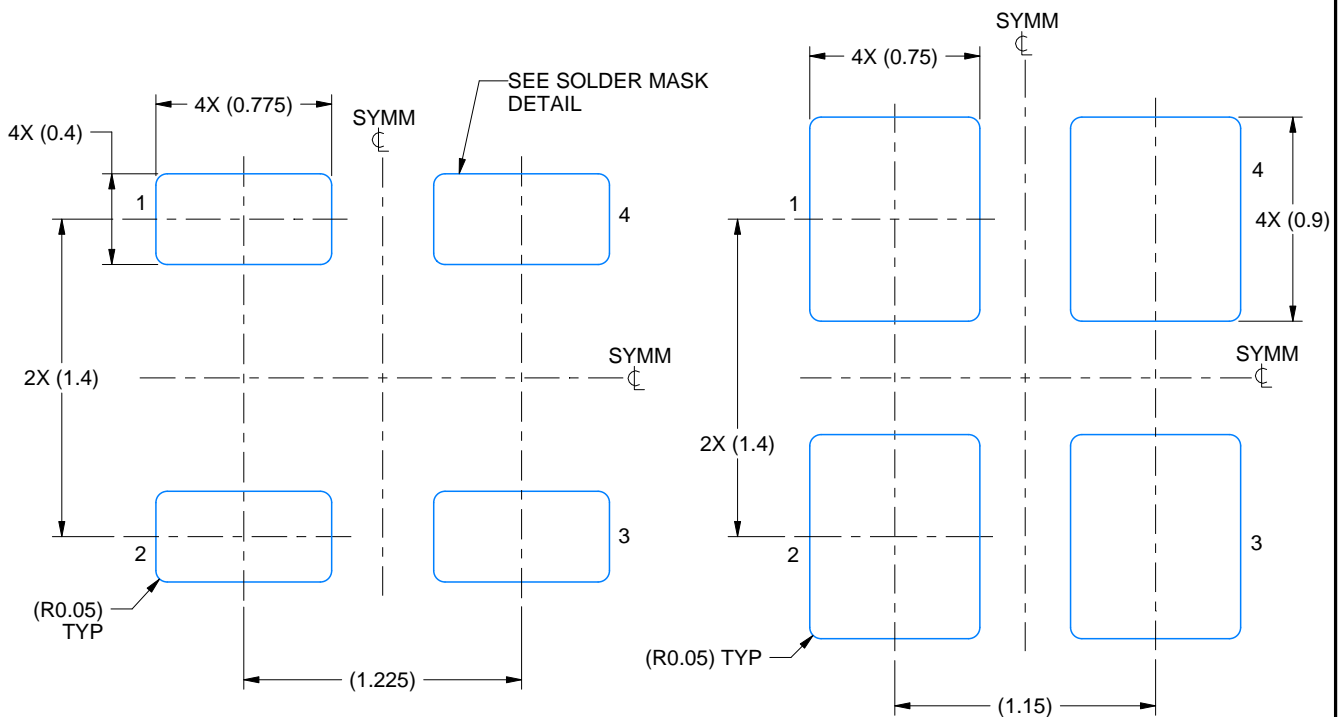 SYMM
℄
4X (0.75)
SEE SOLDER MASK
DETAIL
4X (0.775)
SYMM
℄
4X (0.4)
1
4
1
4
4X (0.9)
SYMM
℄
SYMM
℄
2X (1.4)
2X (1.4)
2
3
2
3
(R0.05)
TYP
(R0.05) TYP
(1.225)
(1.15)